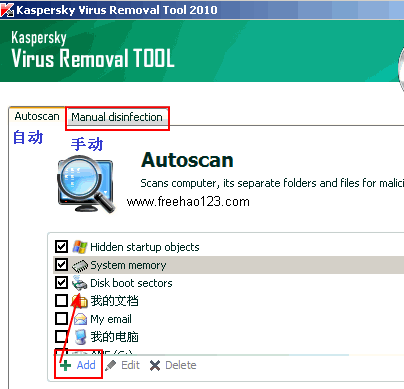 Kaspersky Virus Removal Tool 2010
Kaspersky
Virus Removal TOOL
Autoscan Manual disinfection
自动 手动
Autoscan
Scans computer, its separate folders and files for
www.freehao123.com
Hidden startup objects
System memory
Disk boot sectors
我的文档
My email
我的电脑
Add Edit Delete